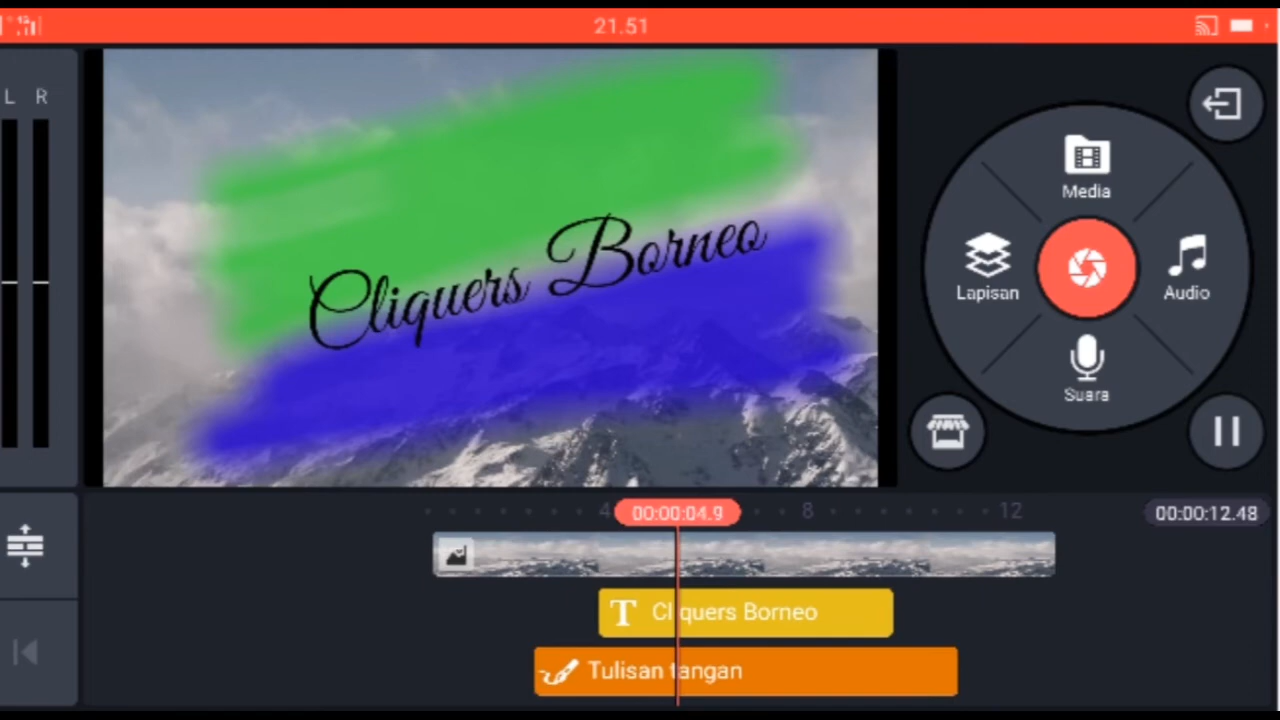 21.51
L R
Cliquers Borneo
Media
Lapisan
Audio
Suara
4 00:00:04.9 8 12 00:00:12.48
Cliquers Borneo
Tulisan tangan